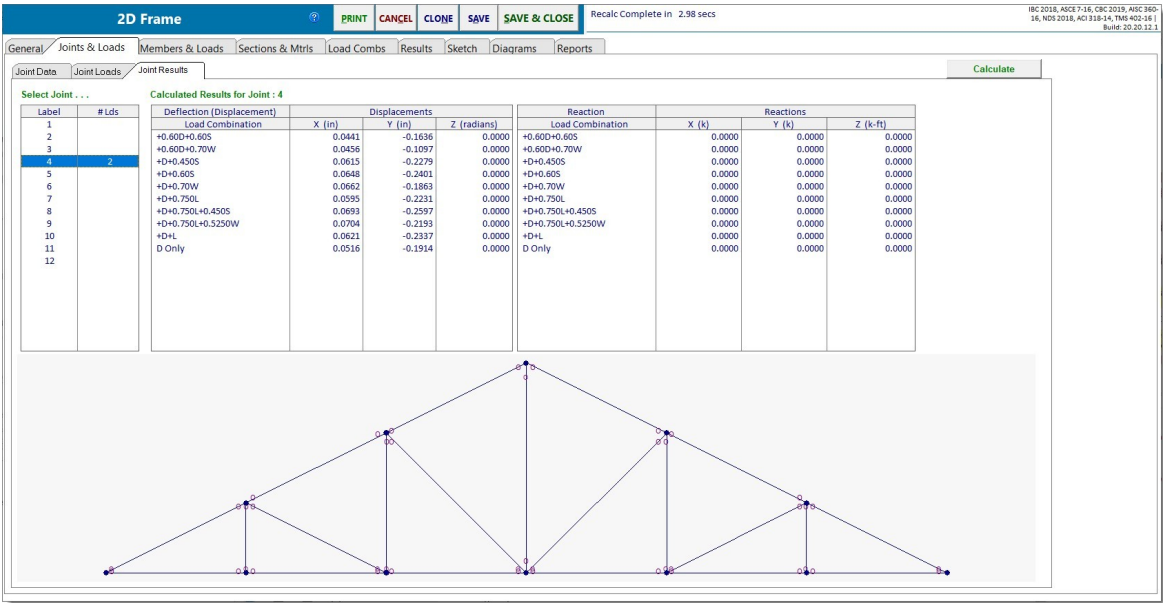 2D Frame
?
PRINT
CANCEL
CLONE
SAVE
SAVE & CLOSE
Recalc Complete in 2.98 secs
IBC 2018, ASCE 7-16, CBC 2019, AISC 360-
16, NDS 2018, ACI 318-14, TMS 402-16 |
Build: 20.20.12.1
General Joints & Loads Members & Loads Sections & Mtrls Load Combs Results Sketch Diagrams Reports
Joint Data Joint Loads Joint Results
Calculate
Select Joint . . . Calculated Results for Joint : 4
Label # Lds Deflection (Displacement) Displacements Reaction Reactions
Load Combination X (in) Y (in) Z (radians) Load Combination X (k) Y (k) Z (k-ft)
1
2 +0.60D+0.60S 0.0441 -0.1636 0.0000 +0.60D+0.60S 0.0000 0.0000 0.0000
3 +0.60D+0.70W 0.0456 -0.1097 0.0000 +0.60D+0.70W 0.0000 0.0000 0.0000
4 2 +D+0.450S 0.0615 -0.2279 0.0000 +D+0.450S 0.0000 0.0000 0.0000
5 +D+0.60S 0.0648 -0.2401 0.0000 +D+0.60S 0.0000 0.0000 0.0000
6 +D+0.70W 0.0662 -0.1863 0.0000 +D+0.70W 0.0000 0.0000 0.0000
7 +D+0.750L 0.0595 -0.2231 0.0000 +D+0.750L 0.0000 0.0000 0.0000
8 +D+0.750L+0.450S 0.0693 -0.2597 0.0000 +D+0.750L+0.450S 0.0000 0.0000 0.0000
9 +D+0.750L+0.5250W 0.0704 -0.2193 0.0000 +D+0.750L+0.5250W 0.0000 0.0000 0.0000
10 +D+L 0.0621 -0.2337 0.0000 +D+L 0.0000 0.0000 0.0000
11 D Only 0.0516 -0.1914 0.0000 D Only 0.0000 0.0000 0.0000
12